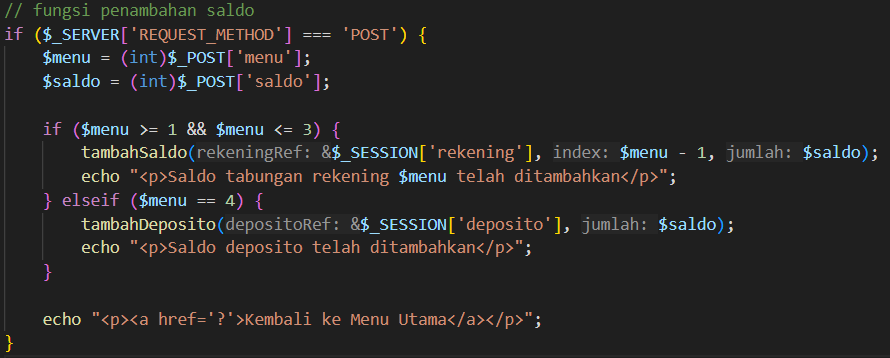 // fungsi penambahan saldo
if ($_SERVER['REQUEST_METHOD'] === 'POST') {
    $menu = (int)$_POST['menu'];
    $saldo = (int)$_POST['saldo'];

    if ($menu >= 1 && $menu <= 3) {
        tambahSaldo(rekeningRef: &$_SESSION['rekening'], index: $menu - 1, jumlah: $saldo);
        echo "<p>Saldo tabungan rekening $menu telah ditambahkan</p>";
    } elseif ($menu == 4) {
        tambahDeposito(depositoRef: &$_SESSION['deposito'], jumlah: $saldo);
        echo "<p>Saldo deposito telah ditambahkan</p>";
    }

    echo "<p><a href='?'>Kembali ke Menu Utama</a></p>";
}